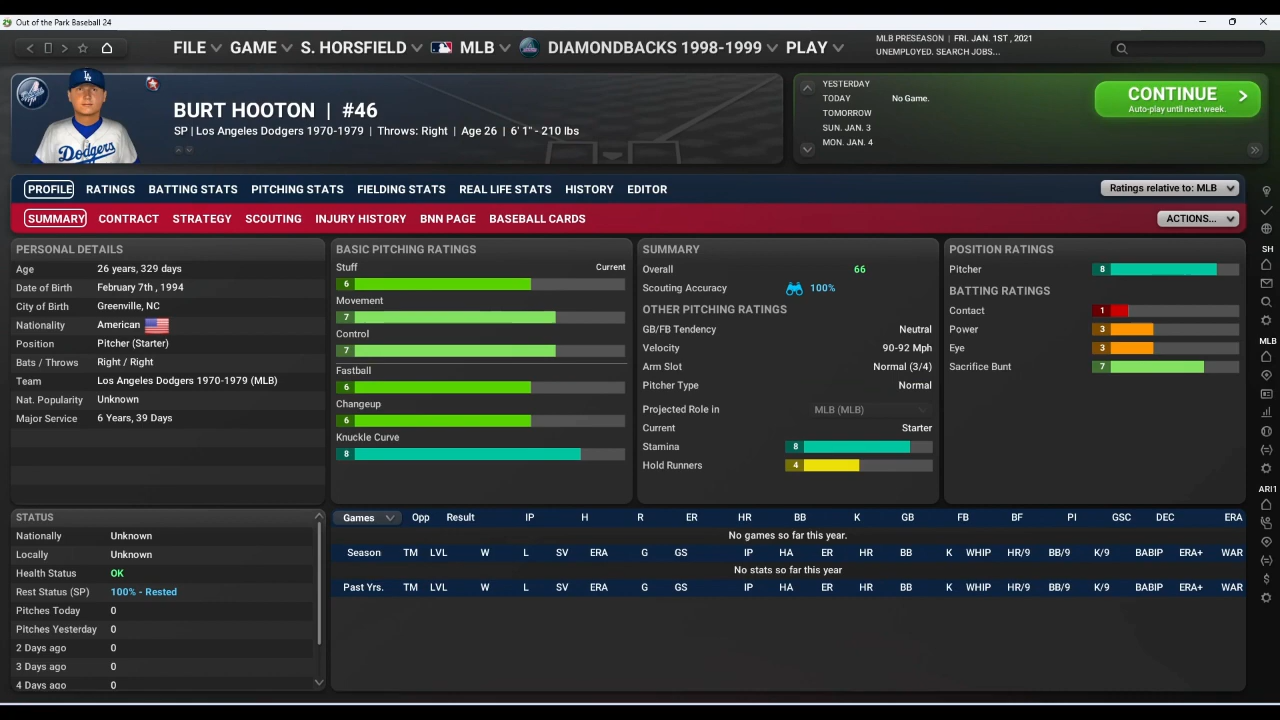 Out of the Park Baseball 24
FILE GAME S. HORSFIELD MLB DIAMONDBACKS 1998-1999 PLAY
MLB PRESEASON | FRI. JAN. 1ST , 2021
UNEMPLOYED. SEARCH JOBS...
BURT HOOTON | #46
SP | Los Angeles Dodgers 1970-1979 | Throws: Right | Age 26 | 6' 1" - 210 lbs
LA
Dodgers
YESTERDAY
TODAY No Game.
TOMORROW
SUN. JAN. 3
MON. JAN. 4
CONTINUE
Auto-play until next week.
PROFILE RATINGS BATTING STATS PITCHING STATS FIELDING STATS REAL LIFE STATS HISTORY EDITOR
Ratings relative to: MLB
SUMMARY CONTRACT STRATEGY SCOUTING INJURY HISTORY BNN PAGE BASEBALL CARDS
ACTIONS...
PERSONAL DETAILS
Age 26 years, 329 days
Date of Birth February 7th , 1994
City of Birth Greenville, NC
Nationality American
Position Pitcher (Starter)
Bats / Throws Right / Right
Team Los Angeles Dodgers 1970-1979 (MLB)
Nat. Popularity Unknown
Major Service 6 Years, 39 Days
BASIC PITCHING RATINGS
Stuff Current
6
Movement
7
Control
7
Fastball
6
Changeup
6
Knuckle Curve
8
SUMMARY
Overall 66
Scouting Accuracy 100%
OTHER PITCHING RATINGS
GB/FB Tendency Neutral
Velocity 90-92 Mph
Arm Slot Normal (3/4)
Pitcher Type Normal
Projected Role in MLB (MLB)
Current Starter
Stamina 8
Hold Runners 4
POSITION RATINGS
Pitcher 8
BATTING RATINGS
Contact 1
Power 3
Eye 3
Sacrifice Bunt 7
STATUS
Nationally Unknown
Locally Unknown
Health Status OK
Rest Status (SP) 100% - Rested
Pitches Today 0
Pitches Yesterday 0
2 Days ago 0
3 Days ago 0
4 Days ago 0
Games Opp Result IP H R ER HR BB K GB FB BF PI GSC DEC ERA
No games so far this year.
Season TM LVL W L SV ERA G GS IP HA ER HR BB K WHIP HR/9 BB/9 K/9 BABIP ERA+ WAR
No stats so far this year
Past Yrs. TM LVL W L SV ERA G GS IP HA ER HR BB K WHIP HR/9 BB/9 K/9 BABIP ERA+ WAR
SH
MLB
ARI1